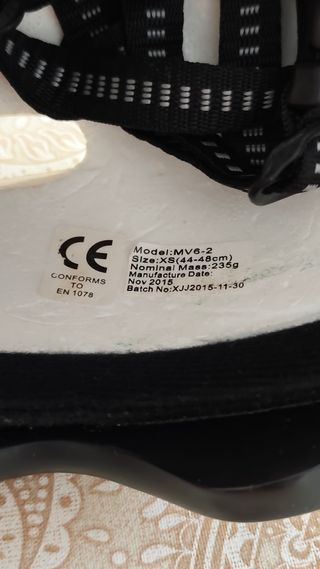 CE
CONFORMS
TO
EN 1078
Model:MV6-2
Size:XS(44-48cm)
Nominal Mass:235g
Manufacture Date:
Nov 2015
Batch No:XJJ2015-11-30